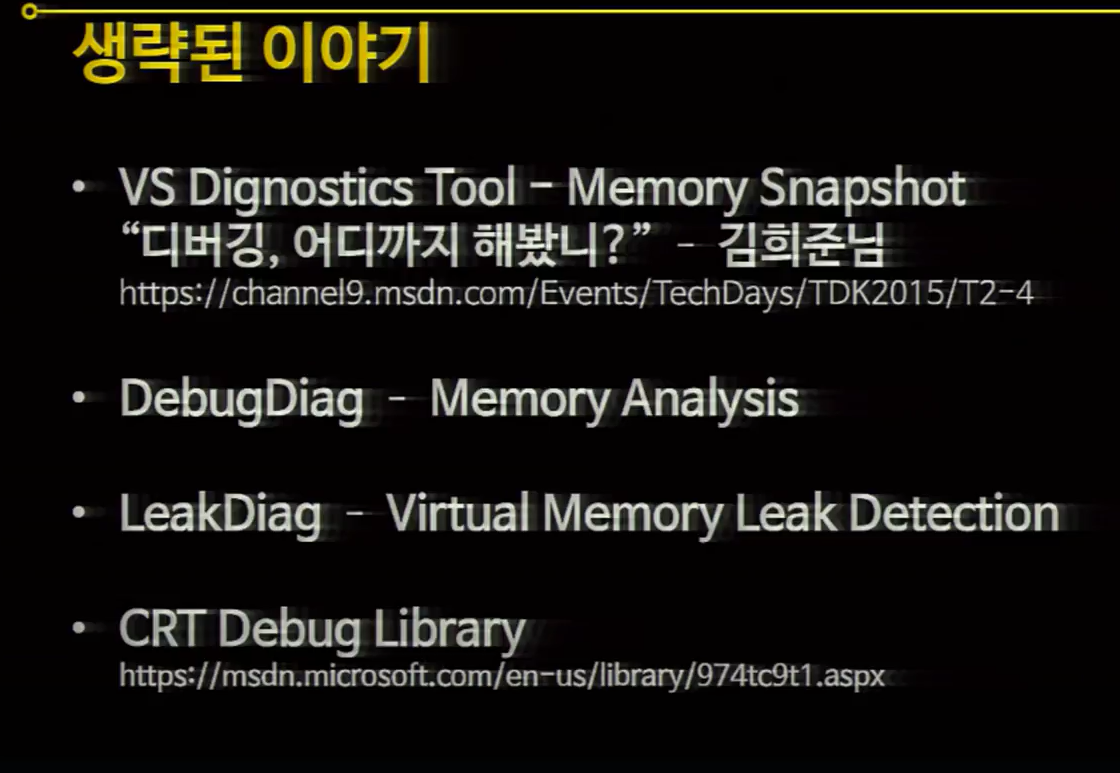 생략된 이야기
• VS Dignostics Tool – Memory Snapshot
“디버깅, 어디까지 해봤니?” – 김희준님
https://channel9.msdn.com/Events/TechDays/TDK2015/T2-4
• DebugDiag – Memory Analysis
• LeakDiag – Virtual Memory Leak Detection
• CRT Debug Library
https://msdn.microsoft.com/en-us/library/974tc9t1.aspx